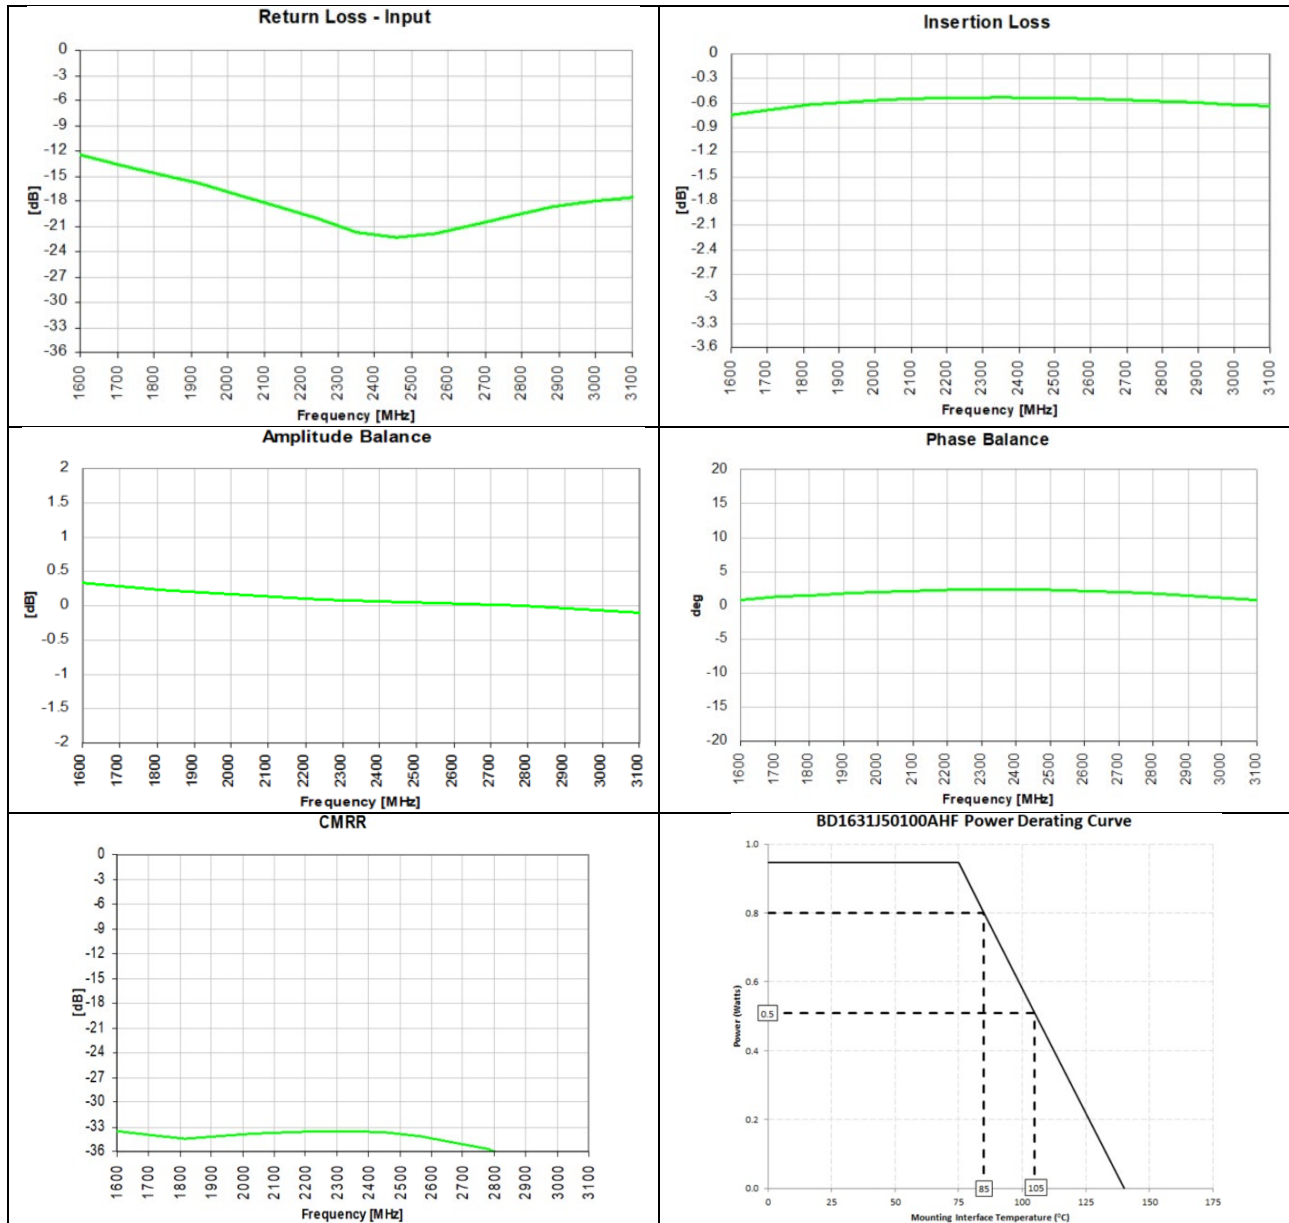 Return Loss - Input
0
-3
-6
-9
-12
-15
-18
-21
-24
-27
-30
-33
-36
[dB]
1600 1700 1800 1900 2000 2100 2200 2300 2400 2500 2600 2700 2800 2900 3000 3100
Frequency [MHz]
Insertion Loss
0
-0.3
-0.6
-0.9
-1.2
-1.5
-1.8
-2.1
-2.4
-2.7
-3
-3.3
-3.6
[dB]
1600 1700 1800 1900 2000 2100 2200 2300 2400 2500 2600 2700 2800 2900 3000 3100
Frequency [MHz]
Amplitude Balance
2
1.5
1
0.5
0
-0.5
-1
-1.5
-2
[dB]
1600 1700 1800 1900 2000 2100 2200 2300 2400 2500 2600 2700 2800 2900 3000 3100
Frequency [MHz]
Phase Balance
20
15
10
5
0
-5
-10
-15
-20
deg
1600 1700 1800 1900 2000 2100 2200 2300 2400 2500 2600 2700 2800 2900 3000 3100
Frequency [MHz]
CMRR
0
-3
-6
-9
-12
-15
-18
-21
-24
-27
-30
-33
-36
[dB]
1600 1700 1800 1900 2000 2100 2200 2300 2400 2500 2600 2700 2800 2900 3000 3100
Frequency [MHz]
BD1631J50100AHF Power Derating Curve
1.0
0.8
0.6
0.5
0.4
0.2
0.0
Power (Watts)
0 25 50 75 85 100 105 125 150 175
Mounting Interface Temperature (°C)